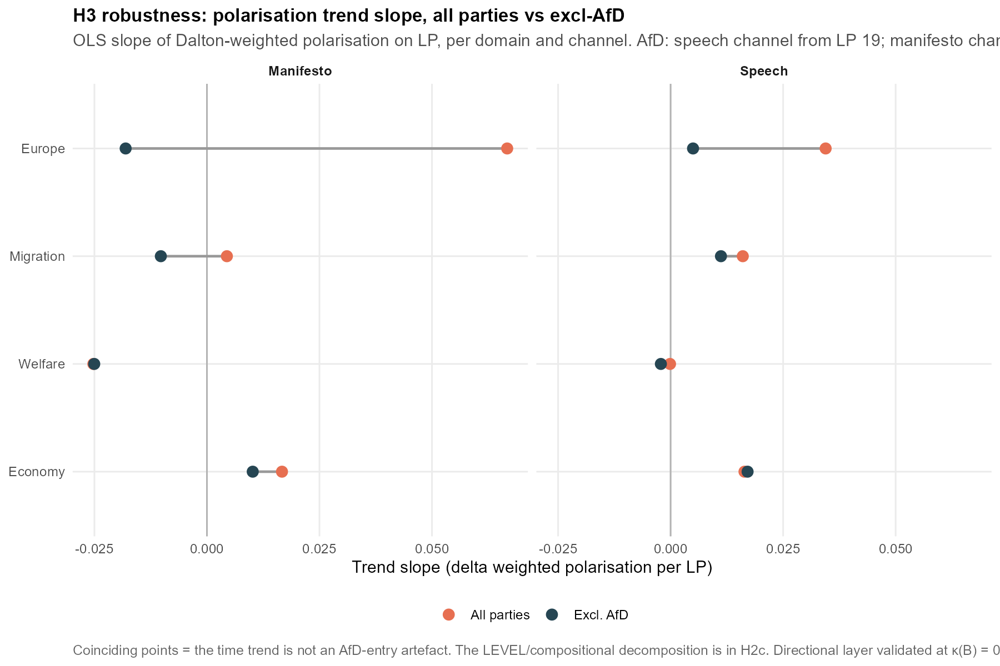 H3 robustness: polarisation trend slope, all parties vs excl-AfD
OLS slope of Dalton-weighted polarisation on LP, per domain and channel. AfD: speech channel from LP 19; manifesto
Manifesto
Speech
Europe
Migration
Welfare
Economy
-0.025 0.000 0.025 0.050
-0.025 0.000 0.025 0.050
Trend slope (delta weighted polarisation per LP)
All parties
Excl. AfD
Coinciding points = the time trend is not an AfD-entry artefact. The LEVEL/compositional decomposition is in H2c. Directional layer validated at κ(B) = 0